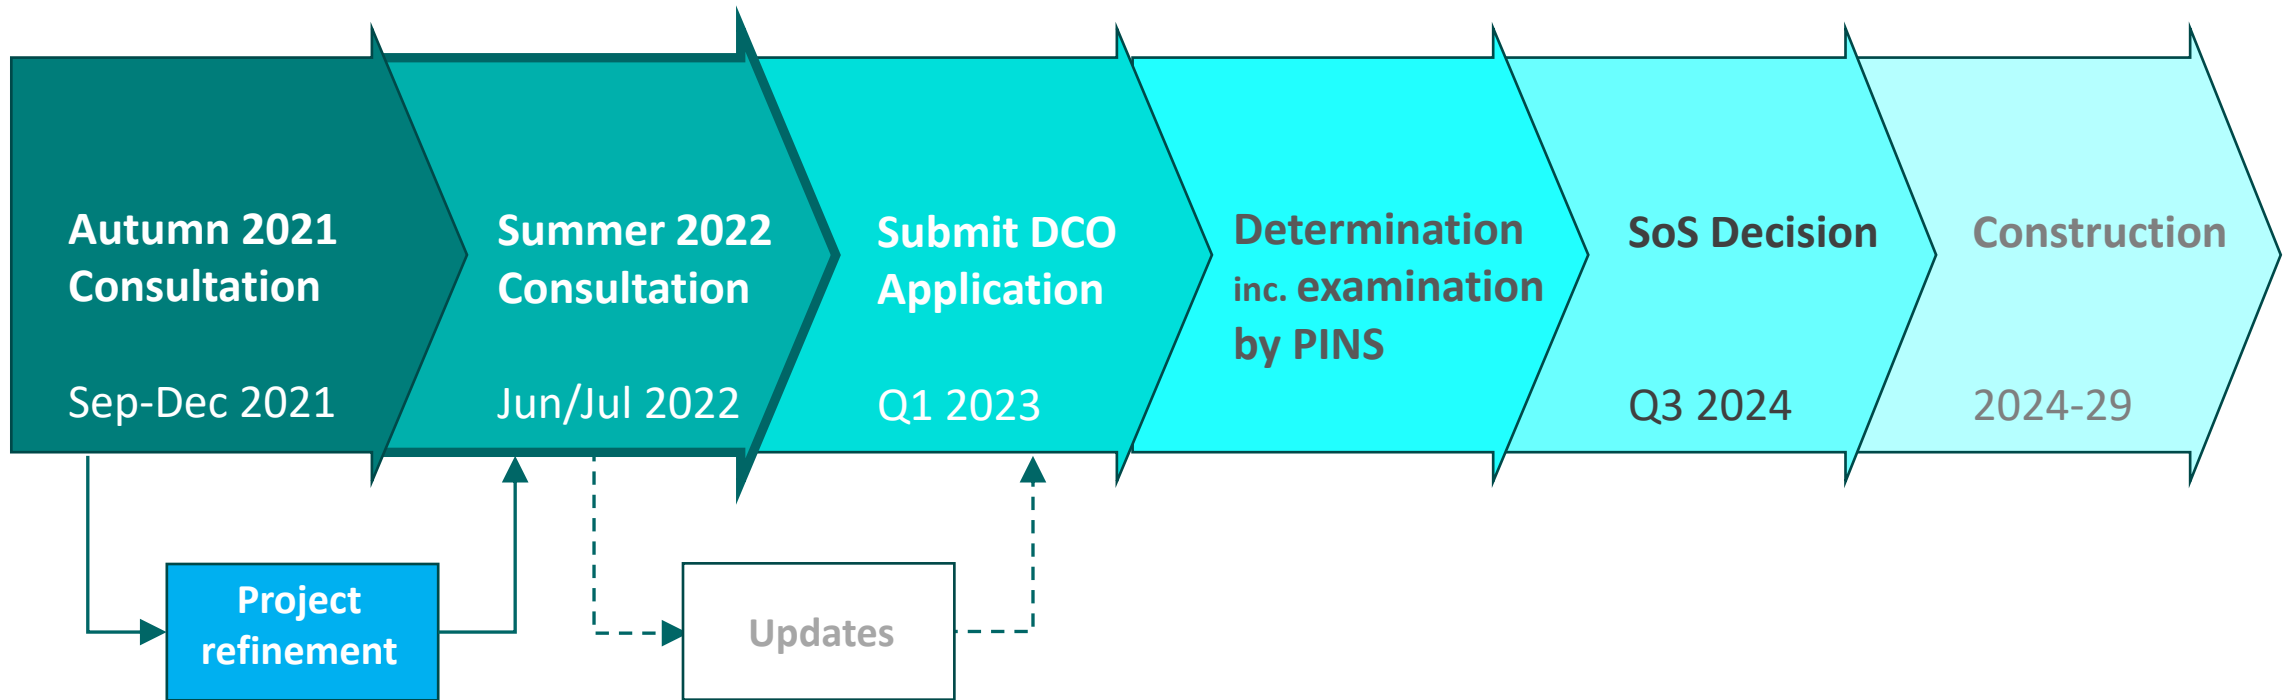 Autumn 2021
Consultation
Sep-Dec 2021
Summer 2022
Consultation
Jun/Jul 2022
Submit DCO
Application
Q1 2023
Determination
inc. examination
by PINS
SoS Decision
Q3 2024
Construction
2024-29
Project
refinement
Updates